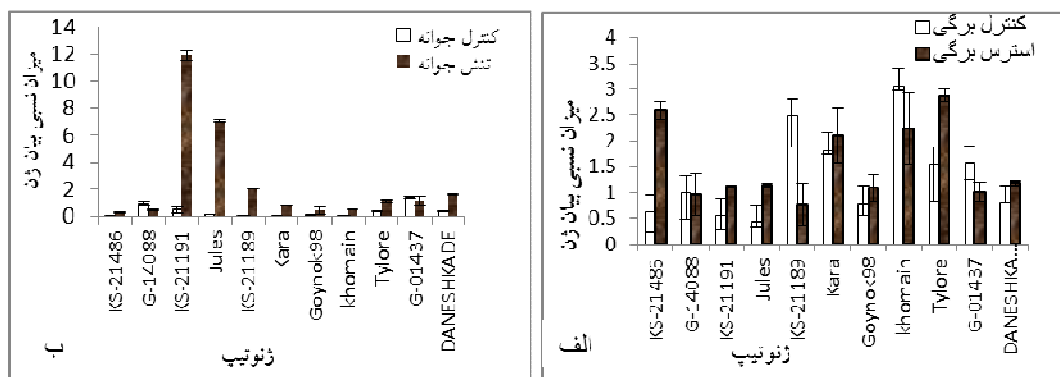 14
12
10
8
6
4
2
0
میزان نسبی بیان ژن
کنترل جوانه
تنش جوانه
KS-21486
G-14088
KS-21191
Jules
KS-21189
Kara
Goynok98
khomain
Tylore
G-01437
DANESHKADE
ژنوتیپ
4
3.5
3
2.5
2
1.5
1
0.5
0
میزان نسبی بیان ژن
کنترل برگی
استرس برگی
KS-21486
G-14088
KS-21191
Jules
KS-21189
Kara
Goynok98
khomain
Tylore
G-01437
DANESHKA...
ژنوتیپ
الف